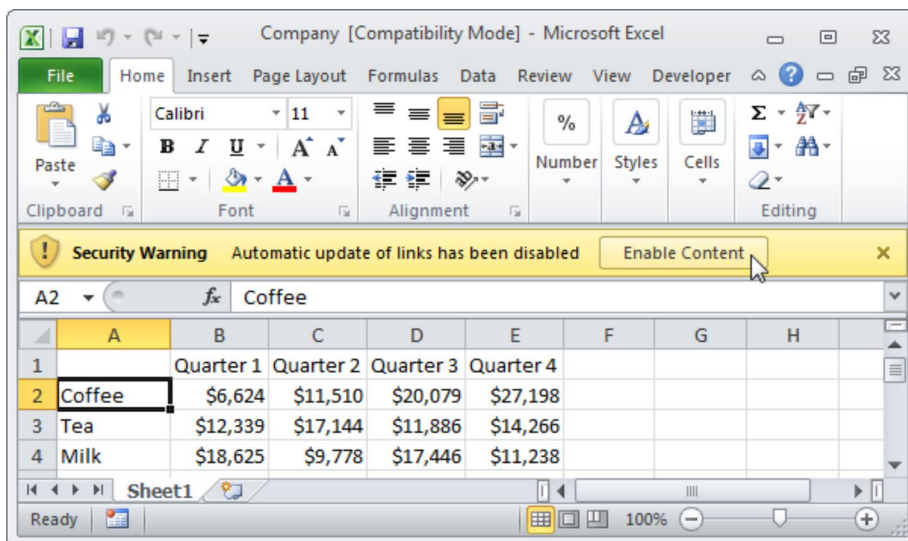 Company [Compatibility Mode] - Microsoft Excel
File Home Insert Page Layout Formulas Data Review View Developer
Calibri 11
B I U A A
Paste
% Number
A Styles
Cells
Σ
Clipboard Font Alignment Editing
Security Warning Automatic update of links has been disabled Enable Content
A2 fx Coffee
A B C D E F G H
1 Quarter 1 Quarter 2 Quarter 3 Quarter 4
2 Coffee $6,624 $11,510 $20,079 $27,198
3 Tea $12,339 $17,144 $11,886 $14,266
4 Milk $18,625 $9,778 $17,446 $11,238
Sheet1
Ready 100%